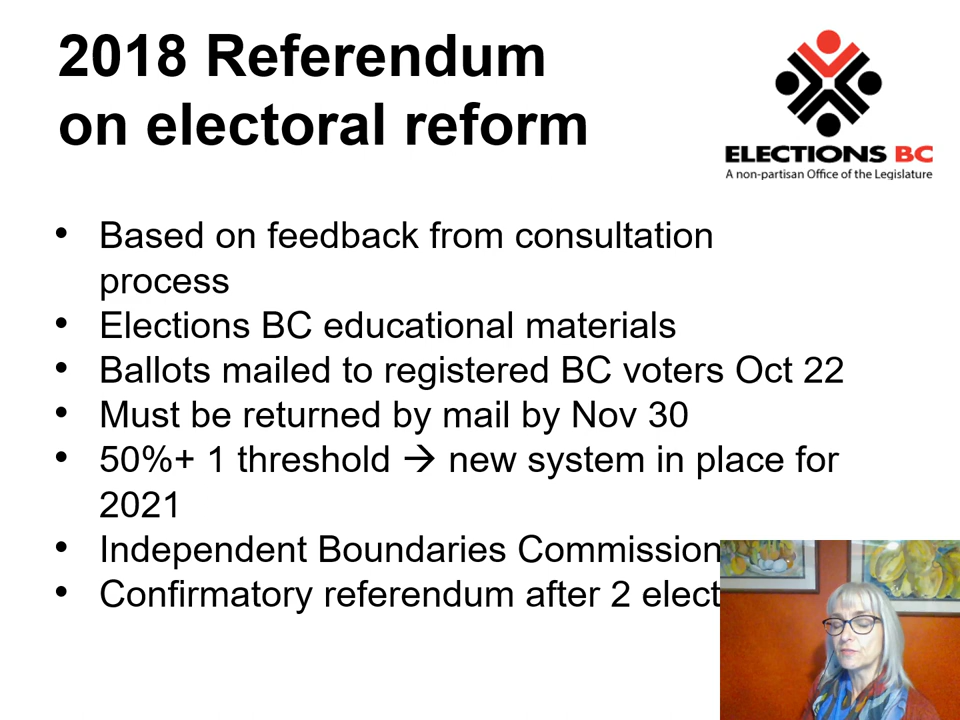 2018 Referendum
on electoral reform
ELECTIONS BC
A non-partisan Office of the Legislature
• Based on feedback from consultation
process
• Elections BC educational materials
• Ballots mailed to registered BC voters Oct 22
• Must be returned by mail by Nov 30
• 50%+ 1 threshold → new system in place for
2021
• Independent Boundaries Commission
• Confirmatory referendum after 2 elect